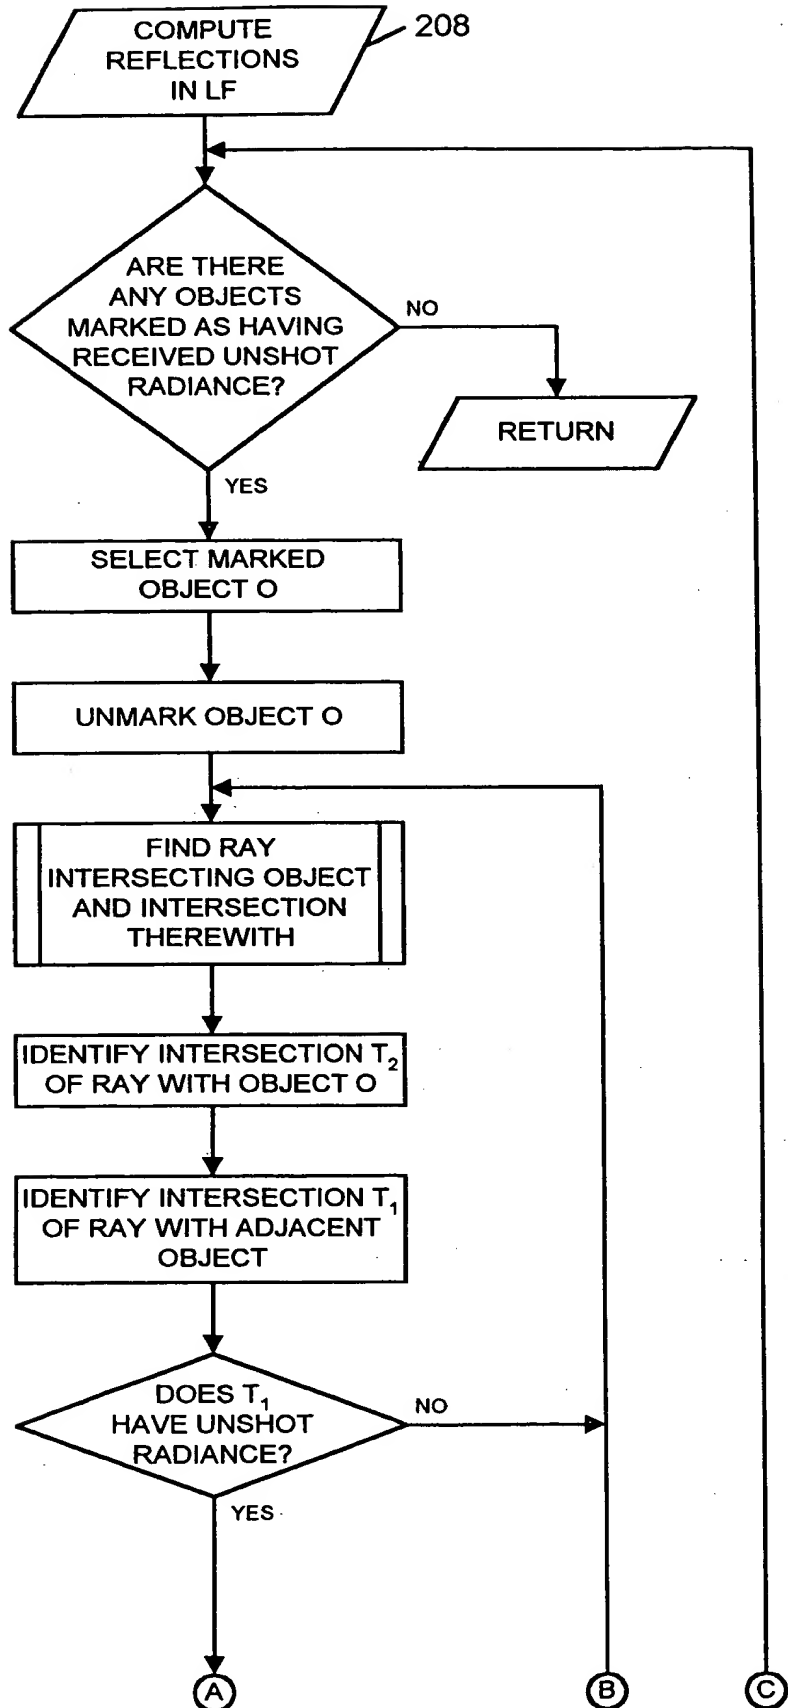 COMPUTE
REFLECTIONS
IN LF
208
ARE THERE
ANY OBJECTS
MARKED AS HAVING
RECEIVED UNSHOT
RADIANCE?
NO
RETURN
YES
SELECT MARKED
OBJECT O
UNMARK OBJECT O
FIND RAY
INTERSECTING OBJECT
AND INTERSECTION
THEREWITH
IDENTIFY INTERSECTION T₂
OF RAY WITH OBJECT O
IDENTIFY INTERSECTION T₁
OF RAY WITH ADJACENT
OBJECT
DOES T₁
HAVE UNSHOT
RADIANCE?
NO
YES
A
B
C